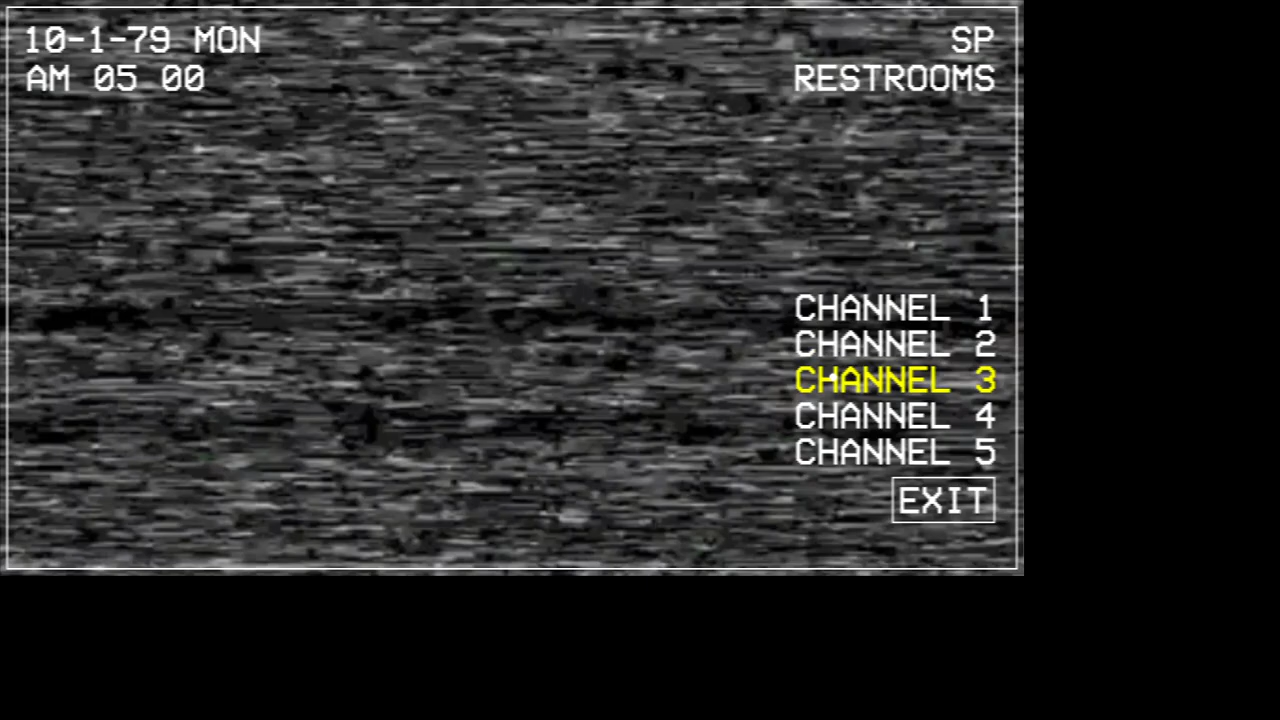 10-1-79 MON
AM 05 00
SP
RESTROOMS
CHANNEL 1
CHANNEL 2
CHANNEL 3
CHANNEL 4
CHANNEL 5
EXIT